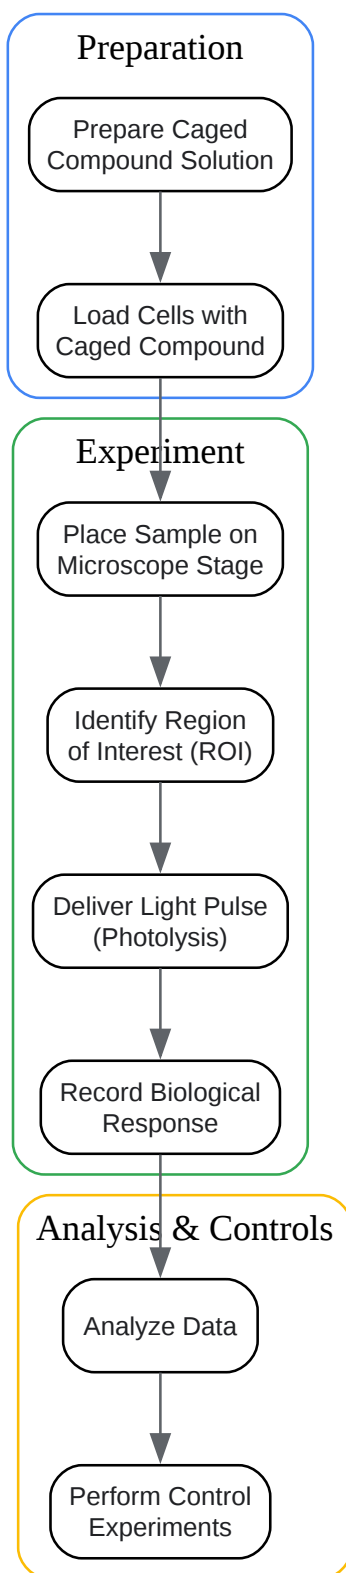 Preparation
Prepare Caged
Compound Solution
Load Cells with
Caged Compound
Experiment
Place Sample on
Microscope Stage
Identify Region
of Interest (ROI)
Deliver Light Pulse
(Photolysis)
Record Biological
Response
Analysis & Controls
Analyze Data
Perform Control
Experiments